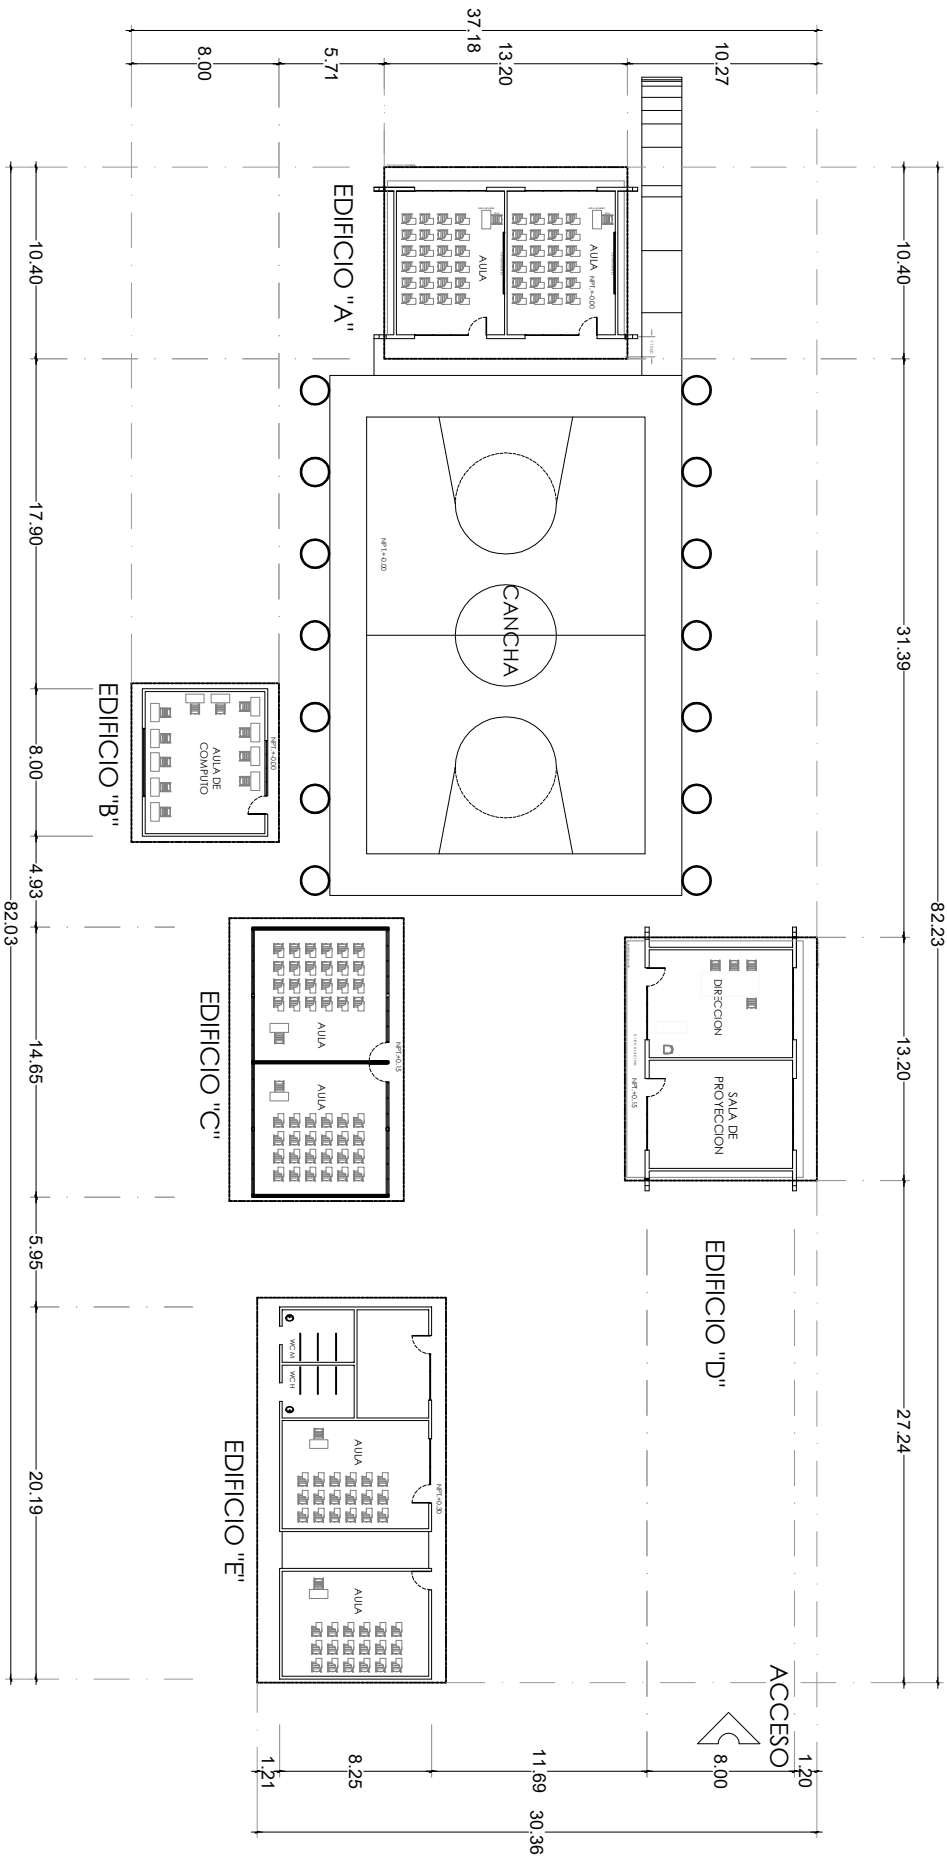 82.23
10.40
31.39
13.20
27.24
37.18
10.27
13.20
5.71
8.00
ACCESO
1.20
8.00
11.69
8.25
1.21
30.36
AULA
NPT.+-0.00
AULA
EDIFICIO "A"
CANCHA
NPT.+-0.00
DIRECCION
SALA DE
PROYECCION
CIRCULACION
NPT.+0.15
EDIFICIO "D"
NPT.+-0.00
AULA DE
COMPUTO
EDIFICIO "B"
NPT.+0.15
AULA
AULA
EDIFICIO "C"
NPT.+0.30
WC M
WC H
AULA
AULA
EDIFICIO "E"
10.40
17.90
8.00
4.93
14.65
5.95
20.19
82.03